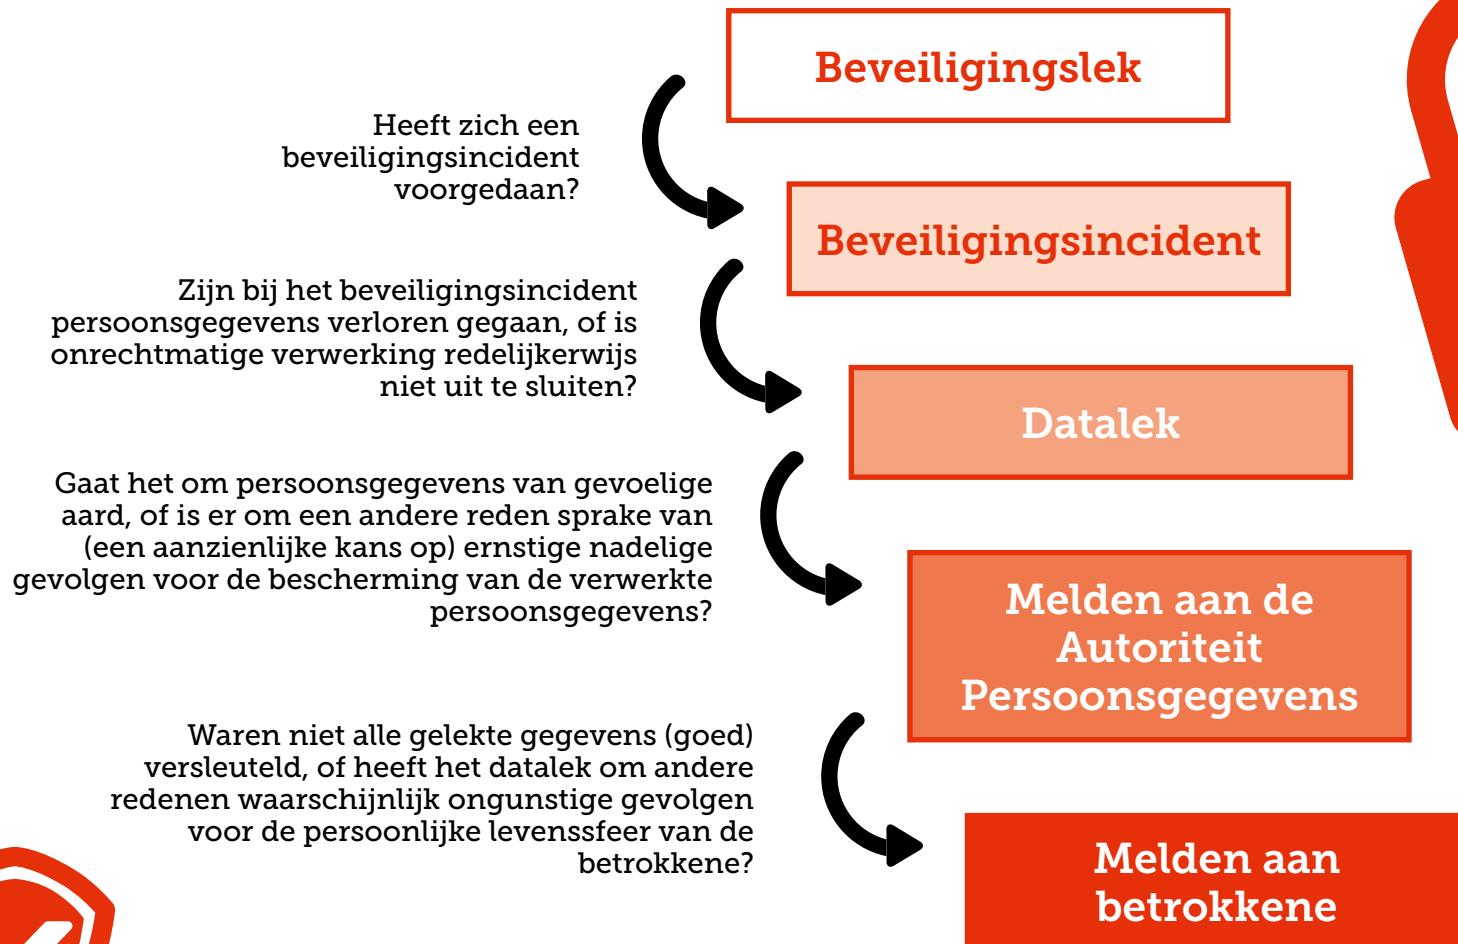 Beveiligingslek
Heeft zich een
beveiligingsincident
voorgedaan?
Beveiligingsincident
Zijn bij het beveiligingsincident
persoonsgegevens verloren gegaan, of is
onrechtmatige verwerking redelijkerwijs
niet uit te sluiten?
Datalek
Gaat het om persoonsgegevens van gevoelige
aard, of is er om een andere reden sprake van
(een aanzienlijke kans op) ernstige nadelige
gevolgen voor de bescherming van de verwerkte
persoonsgegevens?
Melden aan de
Autoriteit
Persoonsgegevens
Waren niet alle gelekte gegevens (goed)
versleuteld, of heeft het datalek om andere
redenen waarschijnlijk ongunstige gevolgen
voor de persoonlijke levenssfeer van de
betrokkene?
Melden aan
betrokkene